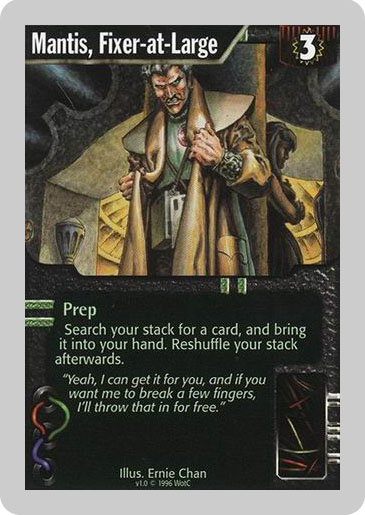 Mantis, Fixer-at-Large
3
Prep
Search your stack for a card, and bring
it into your hand. Reshuffle your stack
afterwards.
“Yeah, I can get it for you, and if you
want me to break a few fingers,
I'll throw that in for free.”
Illus. Ernie Chan
v1.0 © 1996 WotC